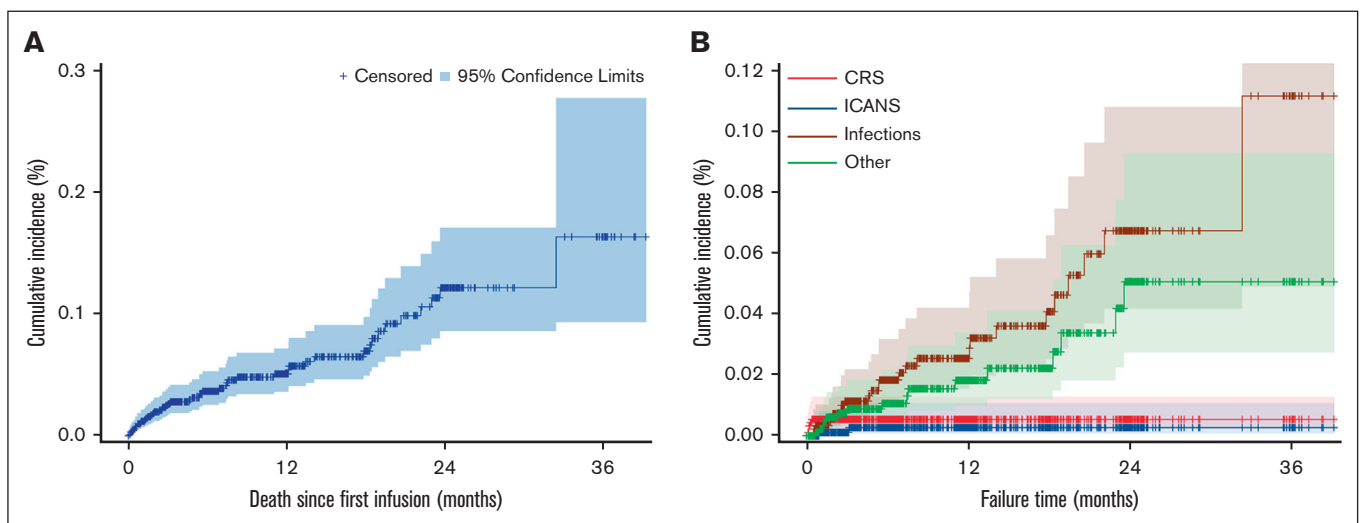 A
0.3
0.2
0.1
0.0
Cumulative incidence (%)
+ Censored 95% Confidence Limits
0 12 24 36
Death since first infusion (months)
B
0.12
0.10
0.08
0.06
0.04
0.02
0.00
Cumulative incidence (%)
CRS
ICANS
Infections
Other
0 12 24 36
Failure time (months)